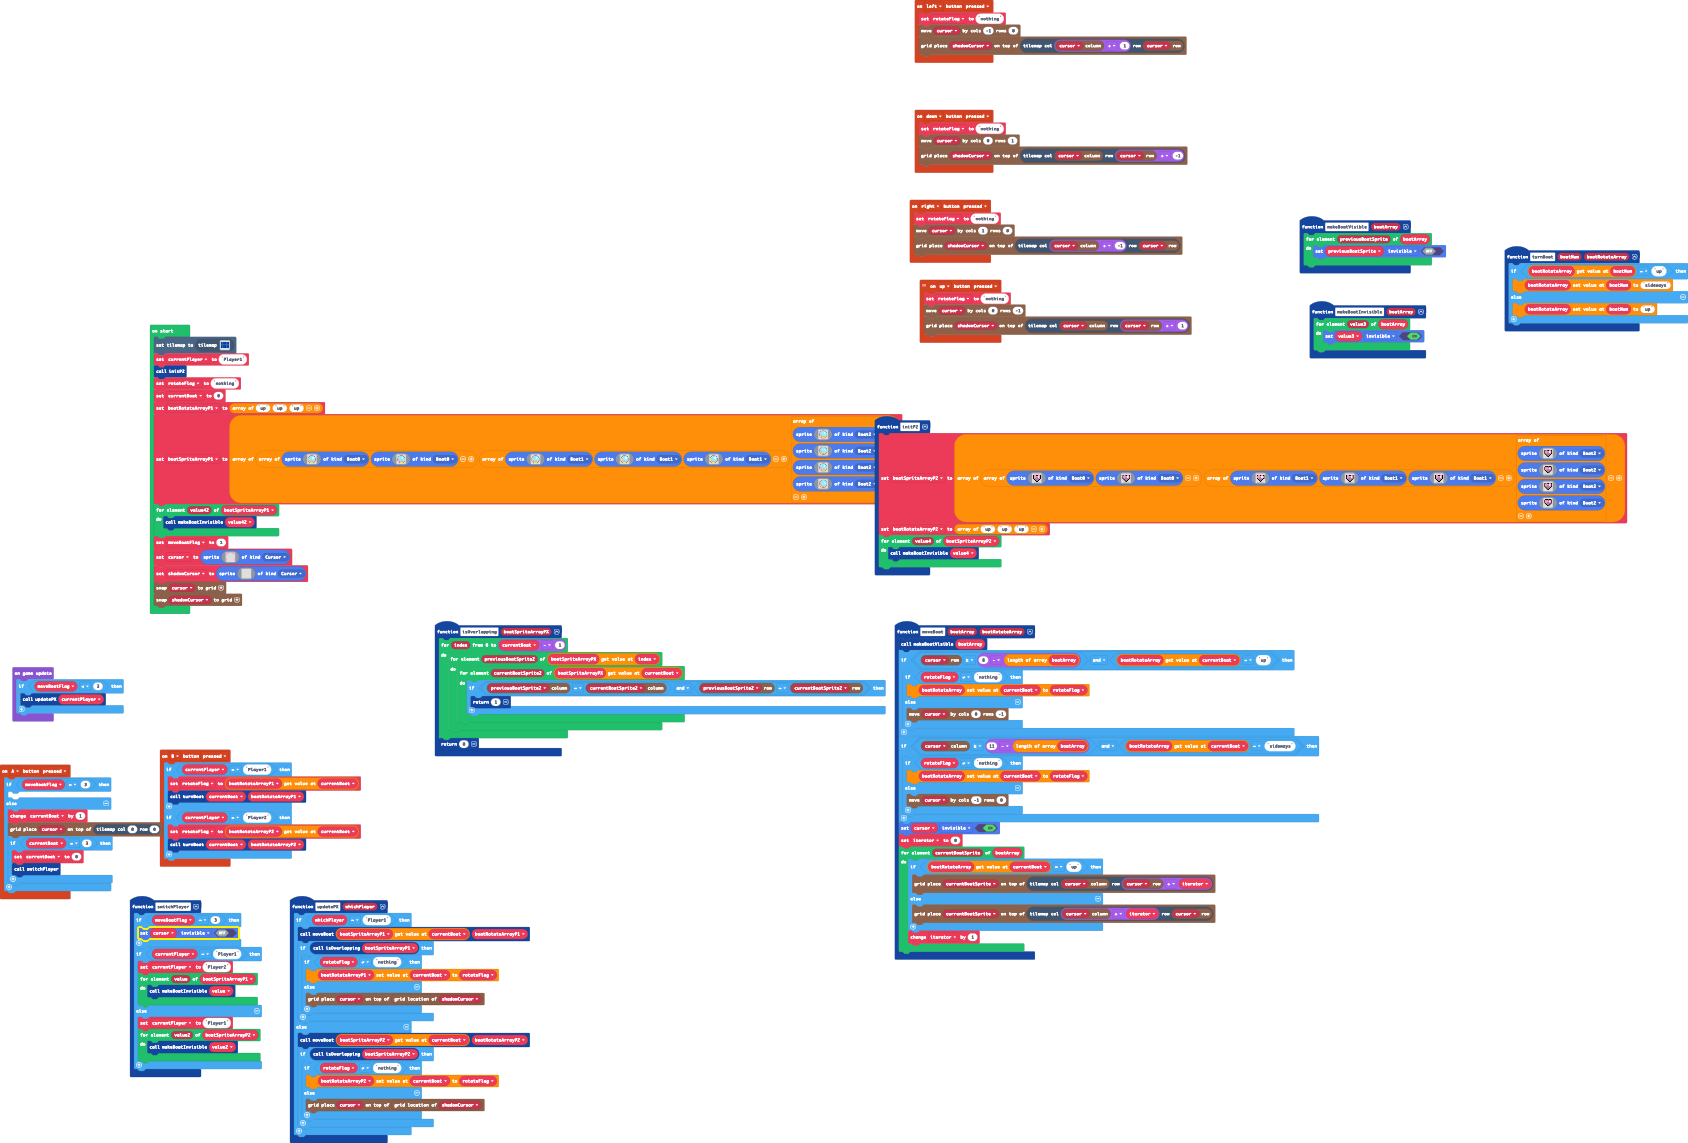 on left button pressed
set rotateFlag to nothing
move cursor by cols -1 rows 0
grid place shadowCursor on top of tilemap col cursor column + 1 row cursor row
on down button pressed
set rotateFlag to nothing
move cursor by cols 0 rows 1
grid place shadowCursor on top of tilemap col cursor column row cursor row + -1
on right button pressed
set rotateFlag to nothing
move cursor by cols 1 rows 0
grid place shadowCursor on top of tilemap col cursor column + -1 row cursor row
on up button pressed
set rotateFlag to nothing
move cursor by cols 0 rows -1
grid place shadowCursor on top of tilemap col cursor column row cursor row + 1
function makeBoatVisible boatArray
for element previousBoatSprite of boatArray
do set previousBoatSprite invisible off
function makeBoatInvisible boatArray
for element value3 of boatArray
do set value3 invisible on
function turnBoat boatNum boatRotateArray
if boatRotateArray get value at boatNum = up
boatRotateArray set value at boatNum to sideways
else
boatRotateArray set value at boatNum to up
on start
set tilemap to tilemap
set currentPlayer to Player1
call initP2
set rotateFlag to nothing
set currentBoat to 0
set boatRotateArrayP1 to array of up up up
array of
sprite of kind Boat2
sprite of kind Boat2
set boatSpriteArrayP1 to array of array of sprite of kind Boat0 sprite of kind Boat0 array of sprite of kind Boat1 sprite of kind Boat1 sprite of kind Boat1
sprite of kind Boat2
sprite of kind Boat2
for element value42 of boatSpriteArrayP1
do call makeBoatInvisible value42
set moveBoatFlag to 1
set cursor to sprite of kind Cursor
set shadowCursor to sprite of kind Cursor
snap cursor to grid
snap shadowCursor to grid
function initP2
array of
sprite of kind Boat2
sprite of kind Boat2
set boatSpriteArrayP2 to array of array of sprite of kind Boat0 sprite of kind Boat0 array of sprite of kind Boat1 sprite of kind Boat1 sprite of kind Boat1
sprite of kind Boat2
sprite of kind Boat2
set boatRotateArrayP2 to array of up up up
for element value4 of boatSpriteArrayP2
do call makeBoatInvisible value4
function isOverlapping boatSpriteArrayPX
for index from 0 to currentBoat - 1
do for element previousBoatSprite2 of boatSpriteArrayPX get value at index
do for element currentBoatSprite2 of boatSpriteArrayPX get value at currentBoat
do if previousBoatSprite2 column = currentBoatSprite2 column and previousBoatSprite2 row = currentBoatSprite2 row then
return 1
return 0
function moveBoat boatArray boatRotateArray
call makeBoatVisible boatArray
if cursor row ≥ 8 - length of array boatArray and boatRotateArray get value at currentBoat = up then
if rotateFlag ≠ nothing then
boatRotateArray set value at currentBoat to rotateFlag
else
move cursor by cols 0 rows -1
if cursor column ≥ 11 - length of array boatArray and boatRotateArray get value at currentBoat = sideways then
if rotateFlag ≠ nothing then
boatRotateArray set value at currentBoat to rotateFlag
else
move cursor by cols -1 rows 0
set cursor invisible on
set iterator to 0
for element currentBoatSprite of boatArray
do if boatRotateArray get value at currentBoat = up then
grid place currentBoatSprite on top of tilemap col cursor column row cursor row + iterator
else
grid place currentBoatSprite on top of tilemap col cursor column + iterator row cursor row
change iterator by 1
on game update
if moveBoatFlag = 1 then
call updatePX currentPlayer
on A button pressed
if moveBoatFlag = 3 then
else
change currentBoat by 1
grid place cursor on top of tilemap col 0 row 0
if currentBoat = 3 then
set currentBoat to 0
call switchPlayer
on B button pressed
if currentPlayer = Player1 then
set rotateFlag to boatRotateArrayP1 get value at currentBoat
call turnBoat currentBoat boatRotateArrayP1
if currentPlayer = Player2 then
set rotateFlag to boatRotateArrayP2 get value at currentBoat
call turnBoat currentBoat boatRotateArrayP2
function switchPlayer
if moveBoatFlag = 3 then
set cursor invisible off
if currentPlayer = Player1 then
set currentPlayer to Player2
for element value of boatSpriteArrayP1
do call makeBoatInvisible value
else
set currentPlayer to Player1
for element value2 of boatSpriteArrayP2
do call makeBoatInvisible value2
function updatePX whichPlayer
if whichPlayer = Player1 then
call moveBoat boatSpriteArrayP1 get value at currentBoat boatRotateArrayP1
if call isOverlapping boatSpriteArrayP1 then
if rotateFlag ≠ nothing then
boatRotateArrayP1 set value at currentBoat to rotateFlag
else
grid place cursor on top of grid location of shadowCursor
else
call moveBoat boatSpriteArrayP2 get value at currentBoat boatRotateArrayP2
if call isOverlapping boatSpriteArrayP2 then
if rotateFlag ≠ nothing then
boatRotateArrayP2 set value at currentBoat to rotateFlag
else
grid place cursor on top of grid location of shadowCursor